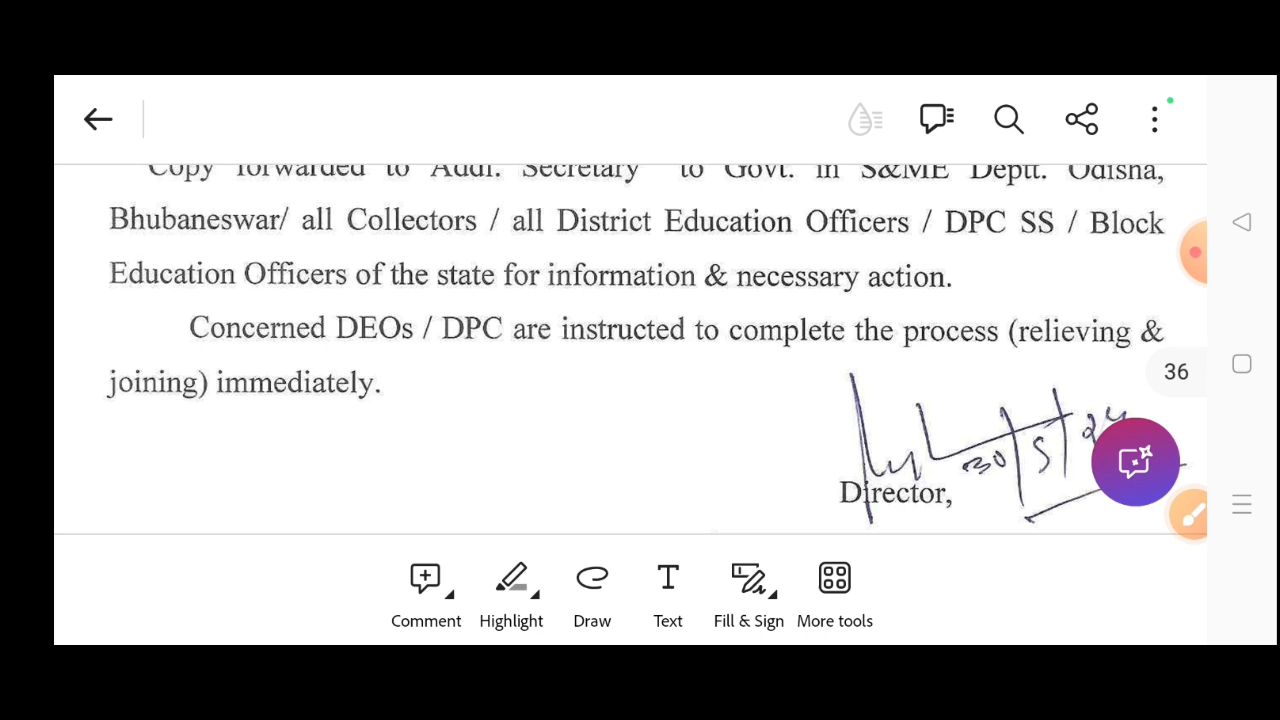 Copy forwarded to Addl. Secretary to Govt. in S&ME Deptt. Odisha,
Bhubaneswar/ all Collectors / all District Education Officers / DPC SS / Block
Education Officers of the state for information & necessary action.
Concerned DEOs / DPC are instructed to complete the process (relieving &
joining) immediately.
36
30/5/24
Director,
Comment Highlight Draw Text Fill & Sign More tools